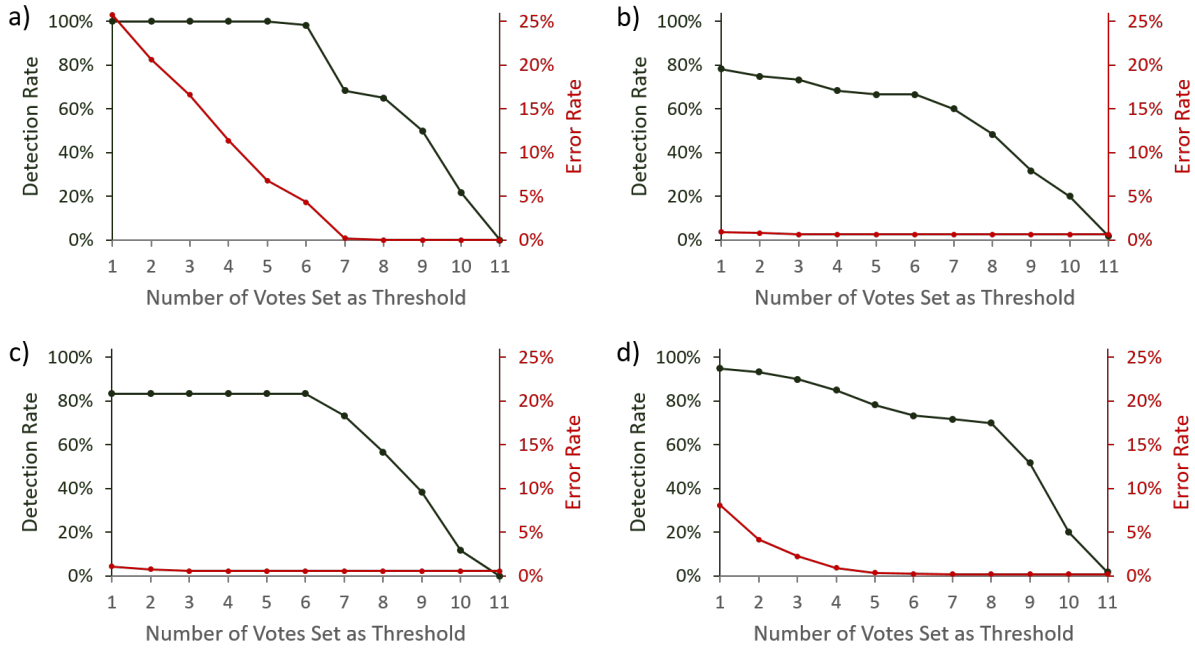 a)
100%
80%
60%
40%
20%
0%
Detection Rate
25%
20%
15%
10%
5%
0%
Error Rate
1 2 3 4 5 6 7 8 9 10 11
Number of Votes Set as Threshold
b)
100%
80%
60%
40%
20%
0%
Detection Rate
25%
20%
15%
10%
5%
0%
Error Rate
1 2 3 4 5 6 7 8 9 10 11
Number of Votes Set as Threshold
c)
100%
80%
60%
40%
20%
0%
Detection Rate
25%
20%
15%
10%
5%
0%
Error Rate
1 2 3 4 5 6 7 8 9 10 11
Number of Votes Set as Threshold
d)
100%
80%
60%
40%
20%
0%
Detection Rate
25%
20%
15%
10%
5%
0%
Error Rate
1 2 3 4 5 6 7 8 9 10 11
Number of Votes Set as Threshold